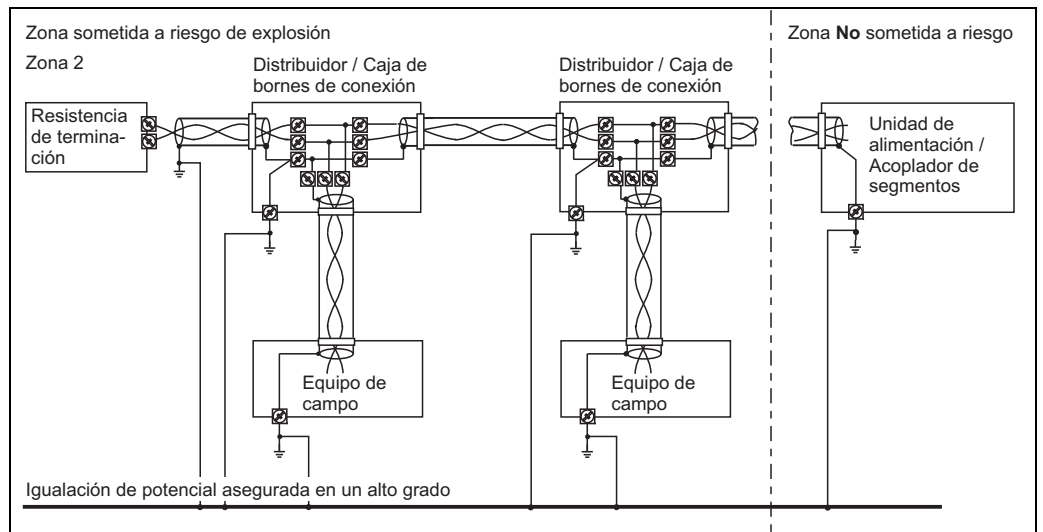 Zona sometida a riesgo de explosión
Zona No sometida a riesgo
Zona 2
Distribuidor / Caja de
bornes de conexión
Distribuidor / Caja de
bornes de conexión
Resistencia
de termina-
ción
Unidad de
alimentación /
Acoplador de
segmentos
Equipo de
campo
Equipo de
campo
Igualación de potencial asegurada en un alto grado